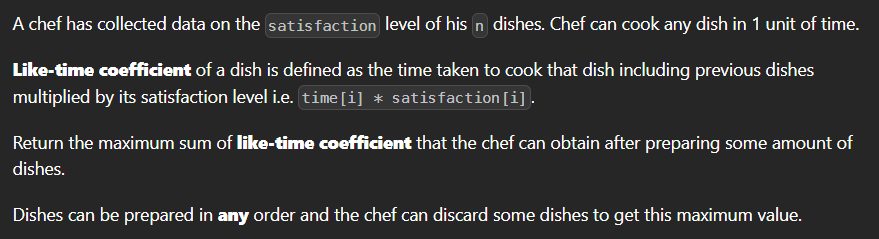 A chef has collected data on the satisfaction level of his n dishes. Chef can cook any dish in 1 unit of time.
Like-time coefficient of a dish is defined as the time taken to cook that dish including previous dishes
multiplied by its satisfaction level i.e. time[i] * satisfaction[i].
Return the maximum sum of like-time coefficient that the chef can obtain after preparing some amount of
dishes.
Dishes can be prepared in any order and the chef can discard some dishes to get this maximum value.